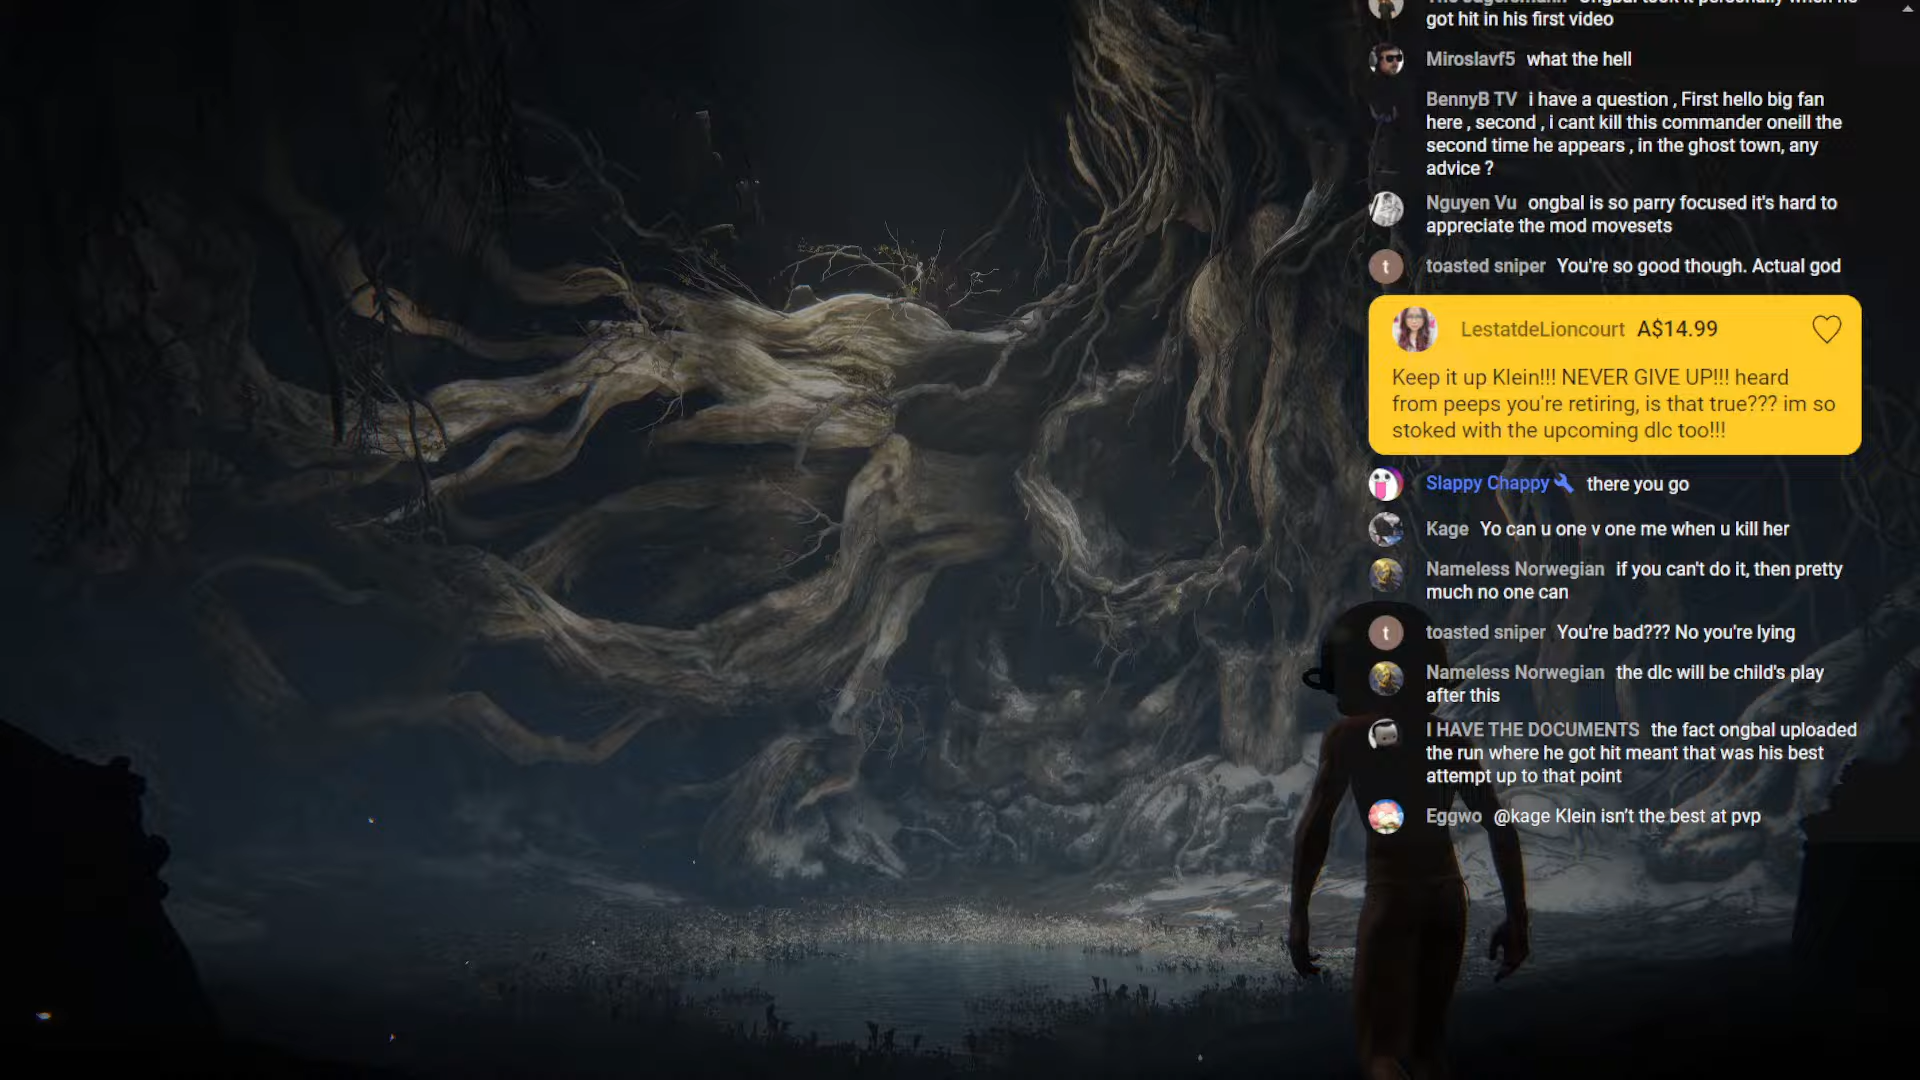 got hit in his first video
Miroslavf5 what the hell
BennyB TV i have a question , First hello big fan
here , second , i cant kill this commander oneill the
second time he appears , in the ghost town, any
advice ?
Nguyen Vu ongbal is so parry focused it's hard to
appreciate the mod movesets
t toasted sniper You're so good though. Actual god
LestatdeLioncourt A$14.99
Keep it up Klein!!! NEVER GIVE UP!!! heard
from peeps you're retiring, is that true??? im so
stoked with the upcoming dlc too!!!
Slappy Chappy there you go
Kage Yo can u one v one me when u kill her
Nameless Norwegian if you can't do it, then pretty
much no one can
t toasted sniper You're bad??? No you're lying
Nameless Norwegian the dlc will be child's play
after this
I HAVE THE DOCUMENTS the fact ongbal uploaded
the run where he got hit meant that was his best
attempt up to that point
Eggwo @kage Klein isn't the best at pvp